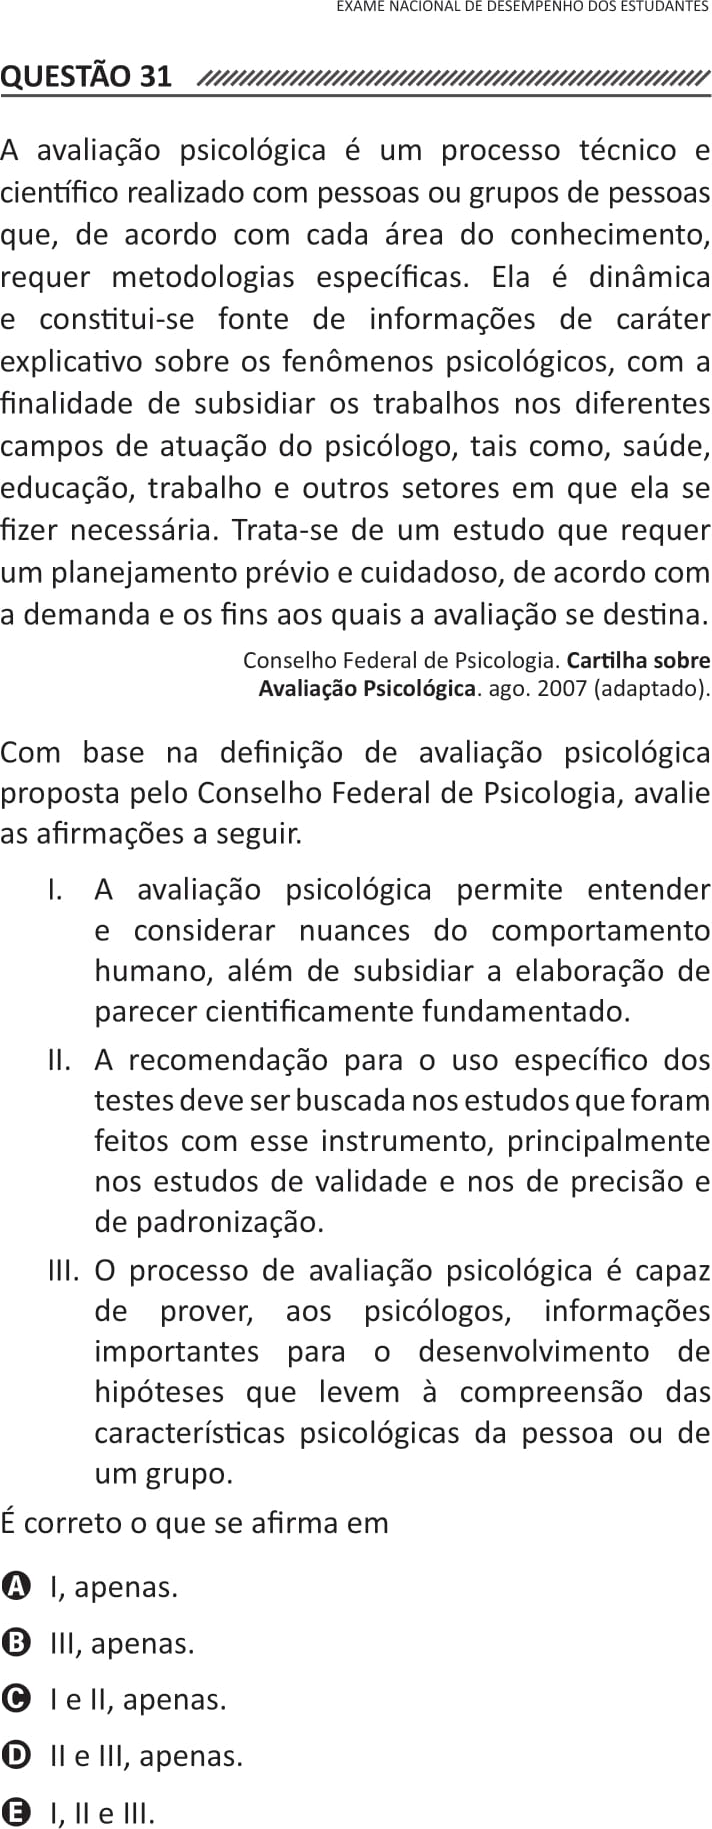 EXAME NACIONAL DE DESEMPENHO DOS ESTUDANTES
QUESTÃO 31
A avaliação psicológica é um processo técnico e
científico realizado com pessoas ou grupos de pessoas
que, de acordo com cada área do conhecimento,
requer metodologias específicas. Ela é dinâmica
e constitui-se fonte de informações de caráter
explicativo sobre os fenômenos psicológicos, com a
finalidade de subsidiar os trabalhos nos diferentes
campos de atuação do psicólogo, tais como, saúde,
educação, trabalho e outros setores em que ela se
fizer necessária. Trata-se de um estudo que requer
um planejamento prévio e cuidadoso, de acordo com
a demanda e os fins aos quais a avaliação se destina.
Conselho Federal de Psicologia. Cartilha sobre
Avaliação Psicológica. ago. 2007 (adaptado).
Com base na definição de avaliação psicológica
proposta pelo Conselho Federal de Psicologia, avalie
as afirmações a seguir.
I. A avaliação psicológica permite entender
e considerar nuances do comportamento
humano, além de subsidiar a elaboração de
parecer cientificamente fundamentado.
II. A recomendação para o uso específico dos
testes deve ser buscada nos estudos que foram
feitos com esse instrumento, principalmente
nos estudos de validade e nos de precisão e
de padronização.
III. O processo de avaliação psicológica é capaz
de prover, aos psicólogos, informações
importantes para o desenvolvimento de
hipóteses que levem à compreensão das
características psicológicas da pessoa ou de
um grupo.
É correto o que se afirma em
A I, apenas.
B III, apenas.
C I e II, apenas.
D II e III, apenas.
E I, II e III.